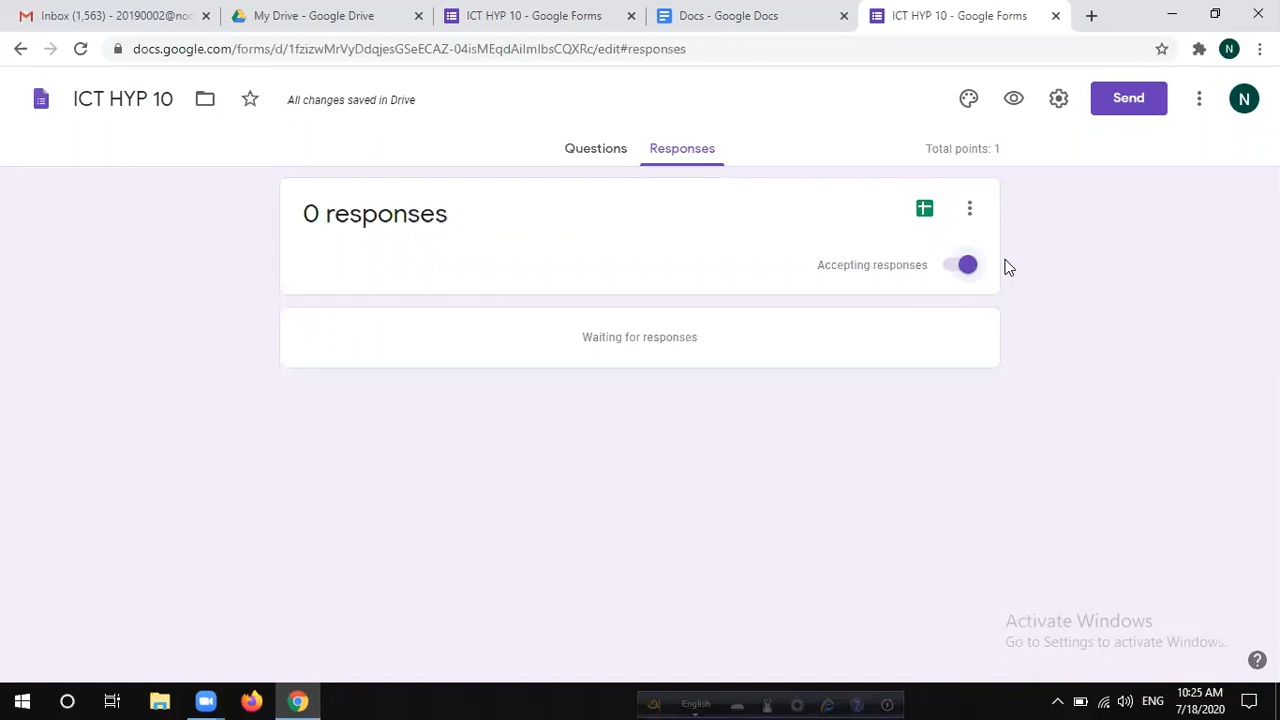 Inbox (1,563) - 20190002@nos
My Drive - Google Drive
ICT HYP 10 - Google Forms
Docs - Google Docs
ICT HYP 10 - Google Forms
docs.google.com/forms/d/1fzizwMrVyDdqjesGSeECAZ-04isMEqdAiImIbsCQXRc/edit#responses
N
ICT HYP 10
All changes saved in Drive
Send
N
Questions
Responses
Total points: 1
0 responses
Accepting responses
Waiting for responses
Activate Windows
Go to Settings to activate Windows.
English
ENG
10:25 AM
7/18/2020